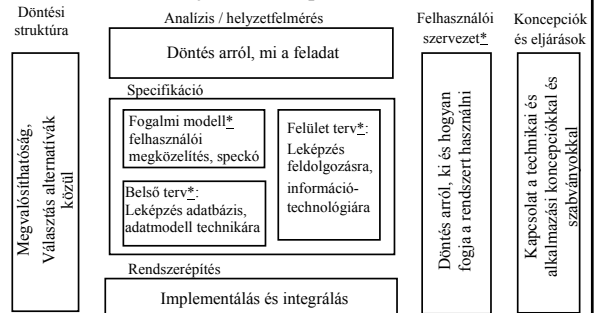 Döntési
struktúra
Megvalósíthatóság,
Választás alternatívák
közül
Analízis / helyzetfelmérés
Döntés arról, mi a feladat
Specifikáció
Fogalmi modell*
felhasználói
megközelítés, speckó
Belső terv*:
Leképzés adatbázis,
adatmodell technikára
Felület terv*:
Leképzés
feldolgozásra,
információ-
technológiára
Rendszerépítés
Implementálás és integrálás
Felhasználói
szervezet*
Döntés arról, ki és hogyan
fogja a rendszert használni
Koncepciók
és eljárások
Kapcsolat a technikai és
alkalmazási koncepciókkal és
szabványokkal